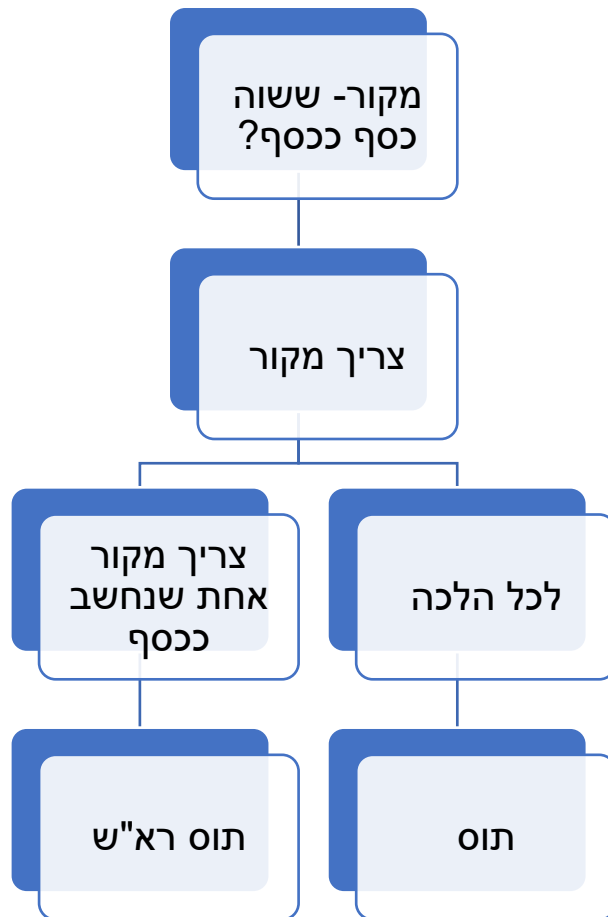 מקור- ששוה
כסף ככסף?
צריך מקור
לכל הלכה
צריך מקור
אחת שנחשב
ככסף
תוס
תוס רא"ש